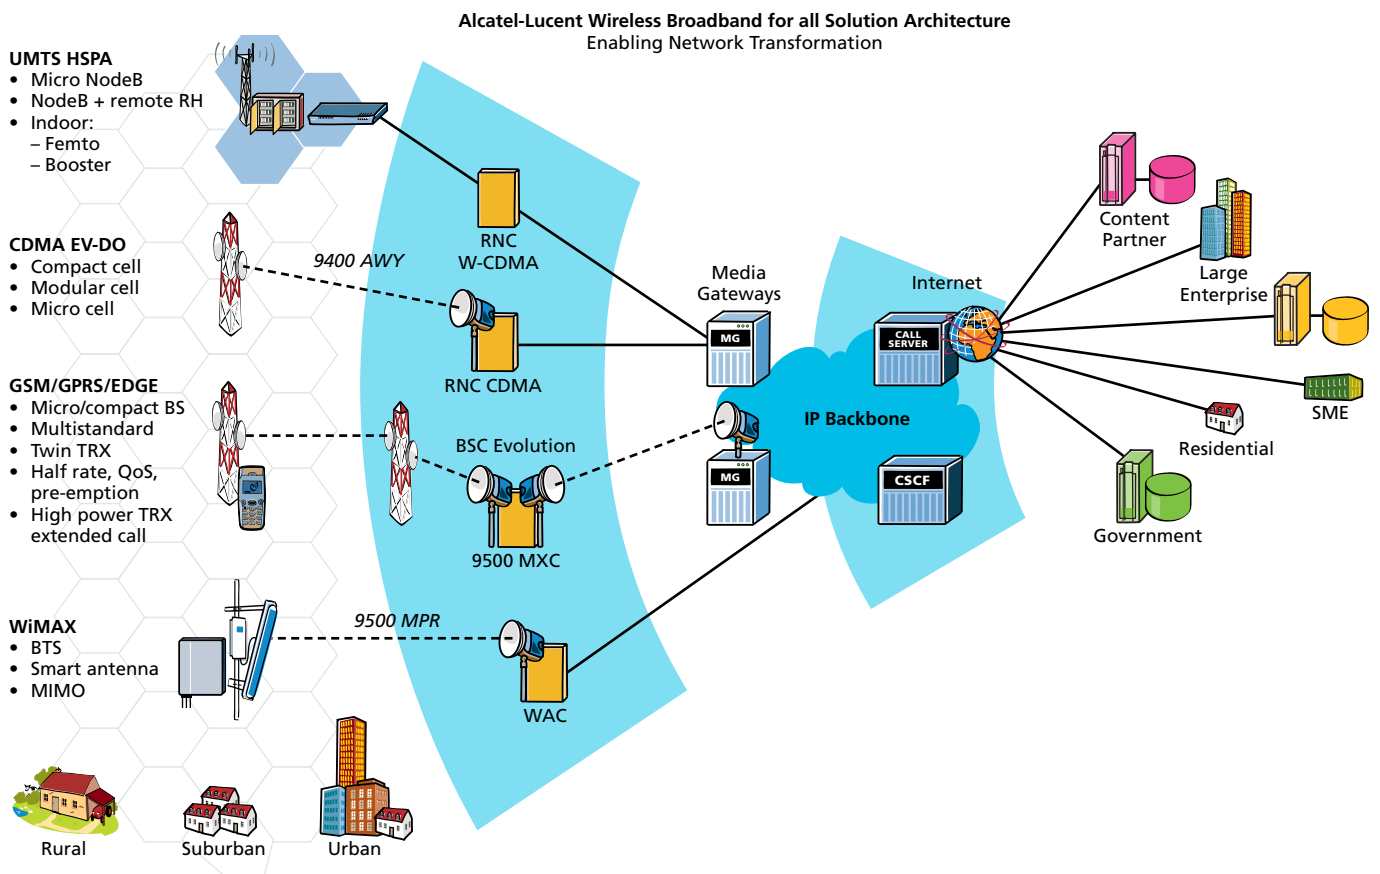 Alcatel-Lucent Wireless Broadband for all Solution Architecture
Enabling Network Transformation
UMTS HSPA
• Micro NodeB
• NodeB + remote RH
• Indoor:
– Femto
– Booster
CDMA EV-DO
• Compact cell
• Modular cell
• Micro cell
GSM/GPRS/EDGE
• Micro/compact BS
• Multistandard
• Twin TRX
• Half rate, QoS,
pre-emption
• High power TRX
extended call
WiMAX
• BTS
• Smart antenna
• MIMO
Rural
Suburban
Urban
9400 AWY
9500 MPR
RNC
W-CDMA
RNC CDMA
BSC Evolution
9500 MXC
WAC
Media
Gateways
MG
MG
Internet
CALL
SERVER
IP Backbone
CSCF
Content
Partner
Large
Enterprise
SME
Residential
Government